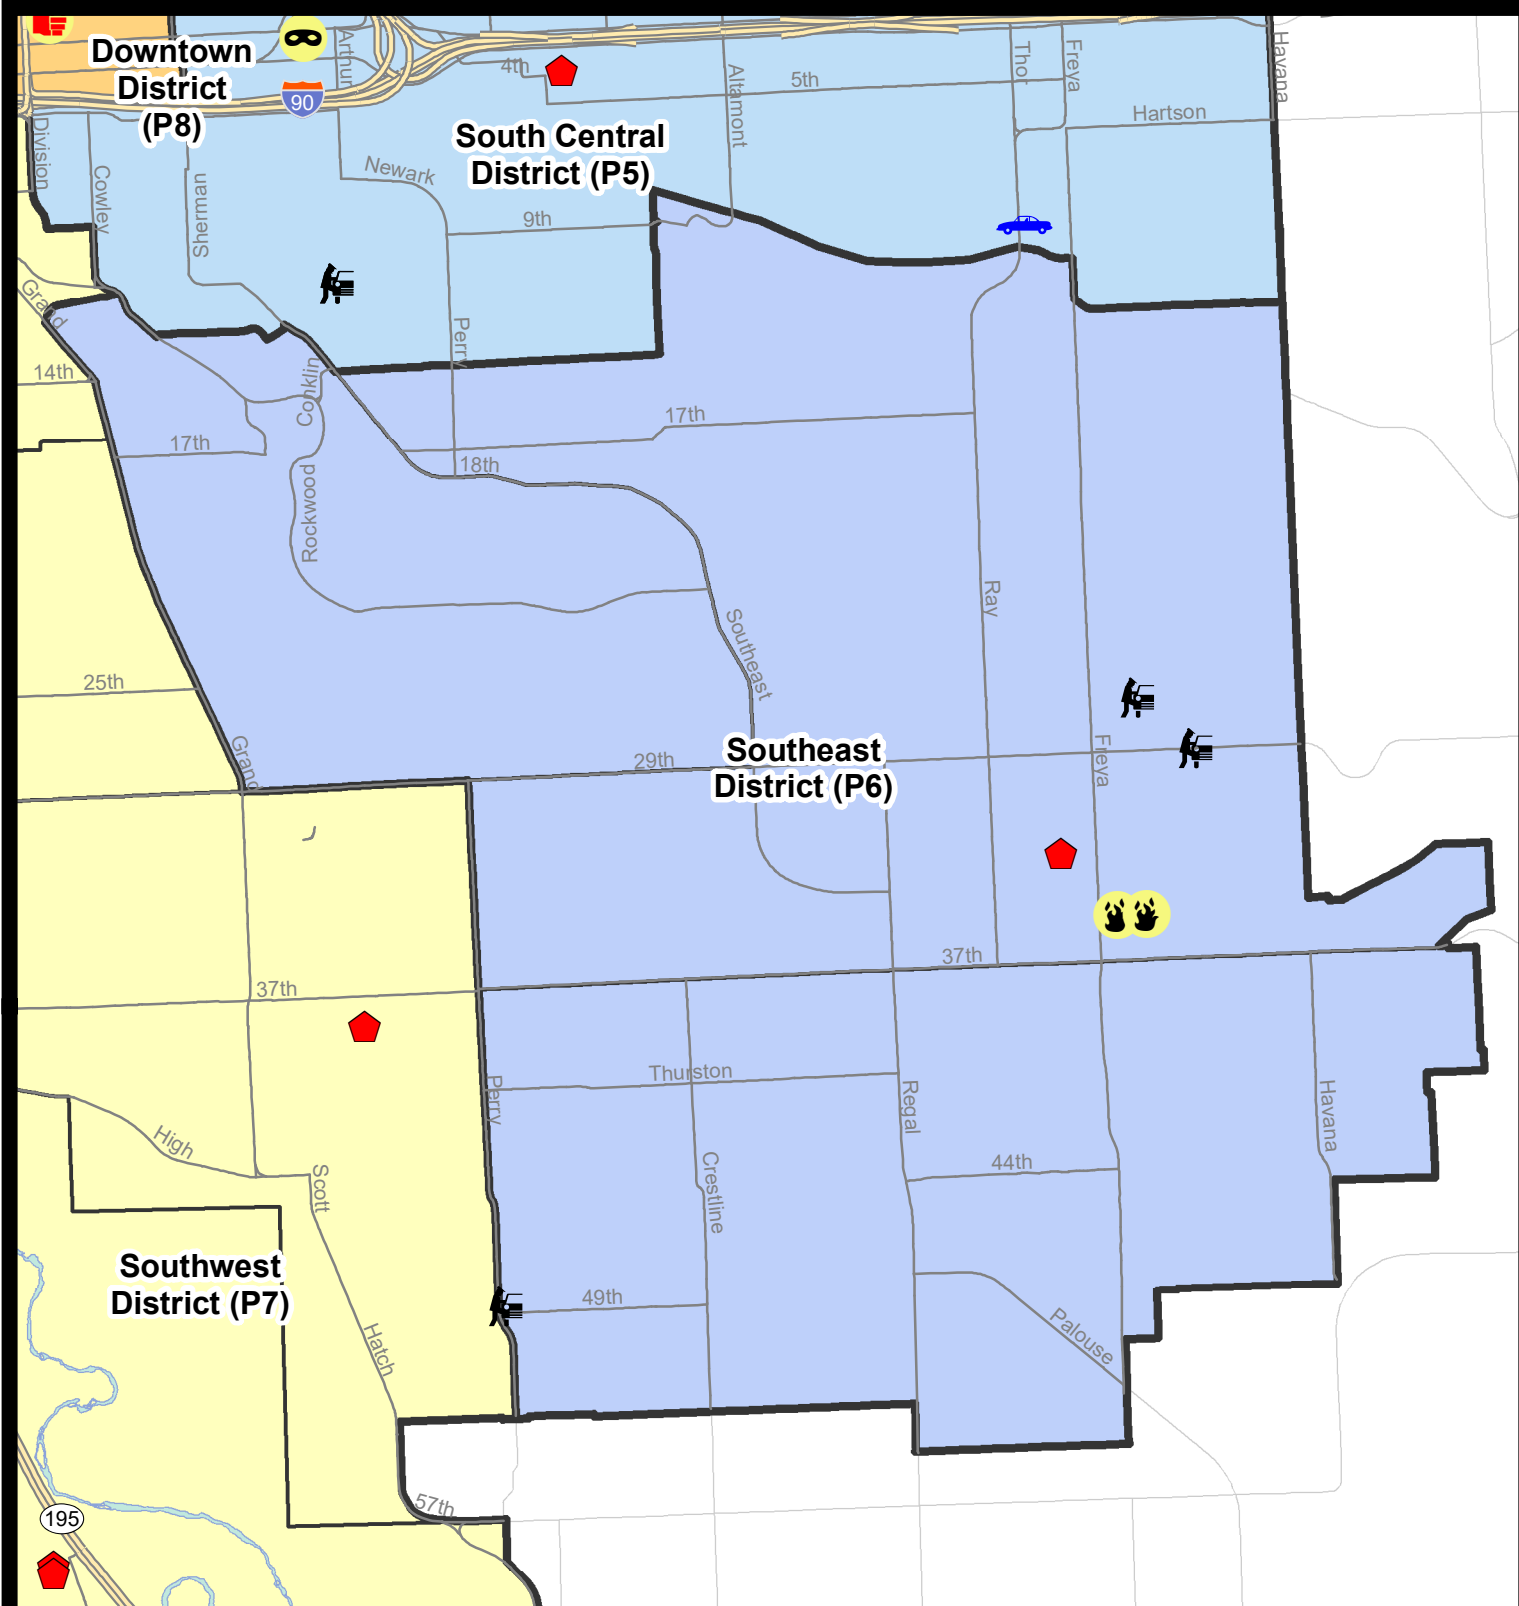 Downtown
District
(P8)
90
Arthur
4th
Altamont
5th
Thor
Freya
Havana
Hartson
South Central
District (P5)
Division
Cowley
Sherman
Newark
9th
Grand
Perry
14th
Conklin
17th
17th
18th
Rockwood
Ray
Southeast
25th
Grand
29th
Southeast
District (P6)
Freya
37th
37th
Thurston
Perry
Regal
Havana
High
Scott
Crestline
44th
Southwest
District (P7)
49th
Hatch
Palouse
57th
195